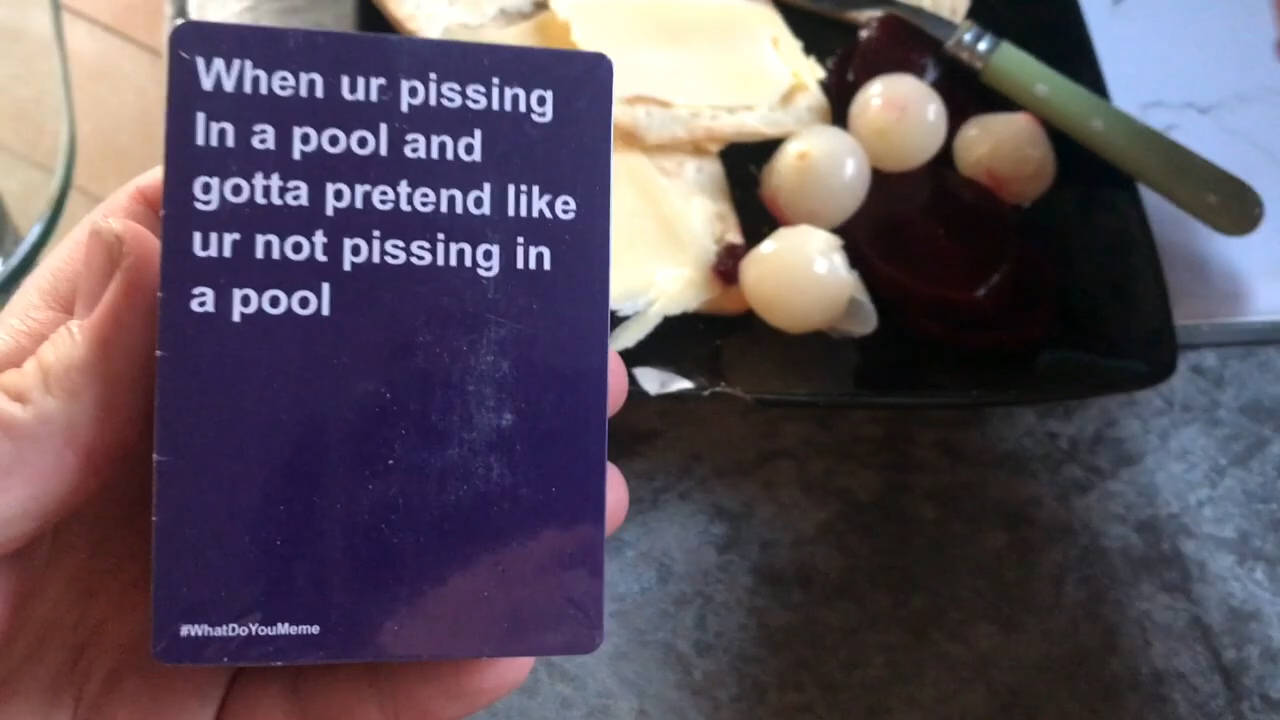 When ur pissing
In a pool and
gotta pretend like
ur not pissing in
a pool
#WhatDoYouMeme